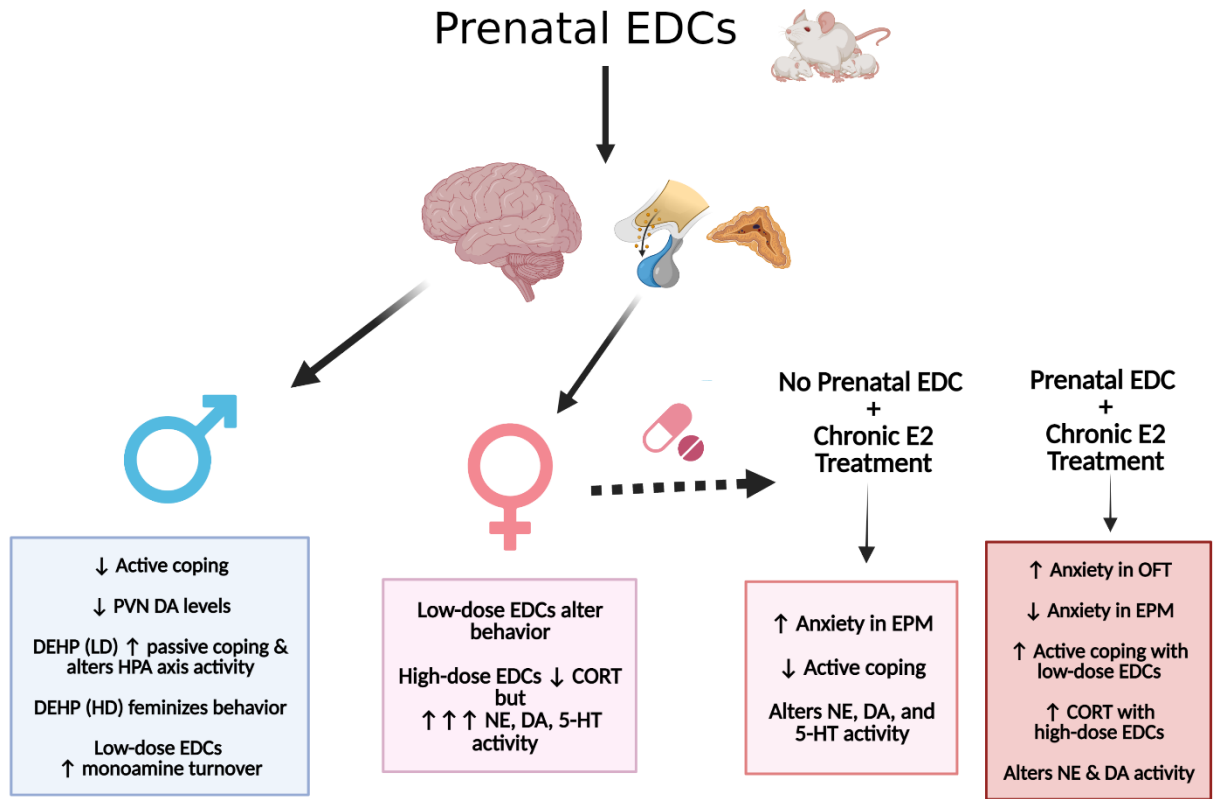 Prenatal EDCs
No Prenatal EDC
+
Chronic E2
Treatment
Prenatal EDC
+
Chronic E2
Treatment
↓ Active coping
↓ PVN DA levels
DEHP (LD) ↑ passive coping &
alters HPA axis activity
DEHP (HD) feminizes behavior
Low-dose EDCs
↑ monoamine turnover
Low-dose EDCs alter
behavior
High-dose EDCs ↓ CORT
but
↑ ↑ ↑ NE, DA, 5-HT
activity
↑ Anxiety in EPM
↓ Active coping
Alters NE, DA, and
5-HT activity
↑ Anxiety in OFT
↓ Anxiety in EPM
↑ Active coping with
low-dose EDCs
↑ CORT with
high-dose EDCs
Alters NE & DA activity